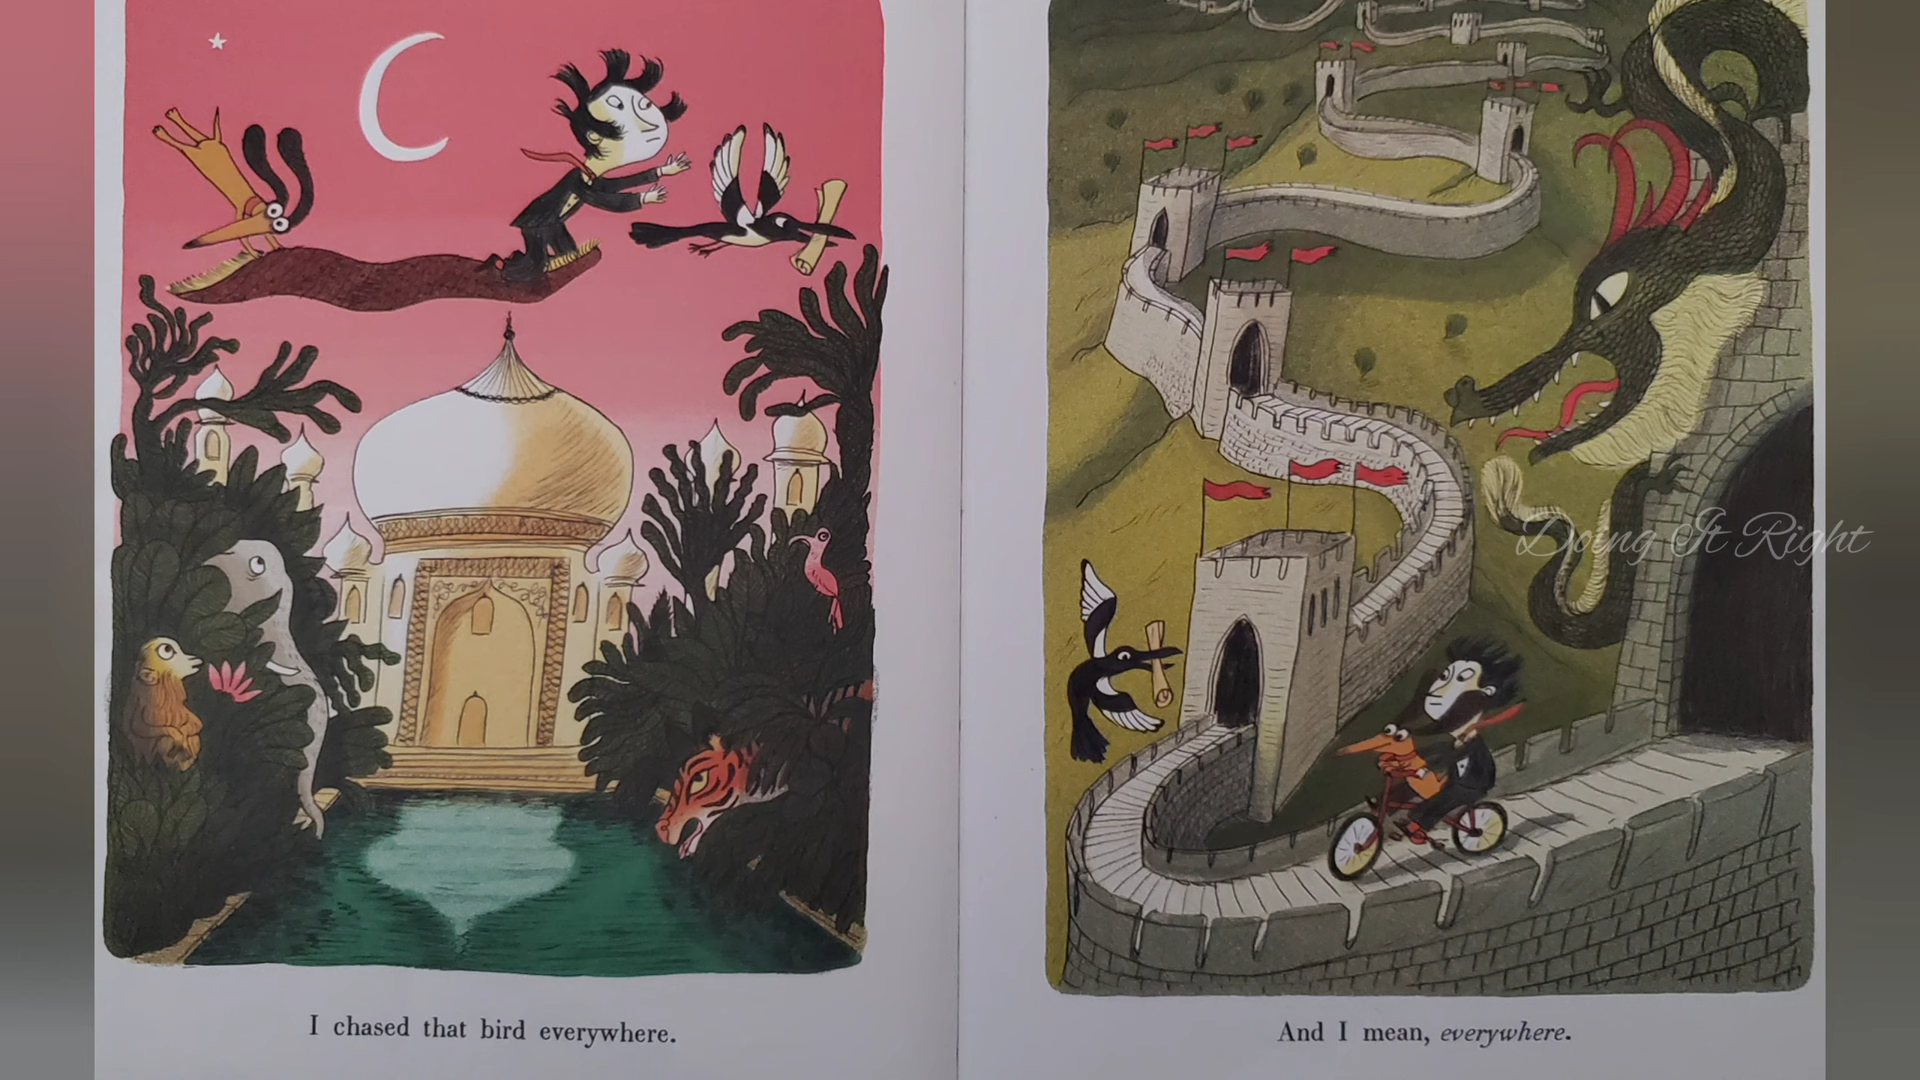 I chased that bird everywhere.
And I mean, everywhere.
Doing It Right